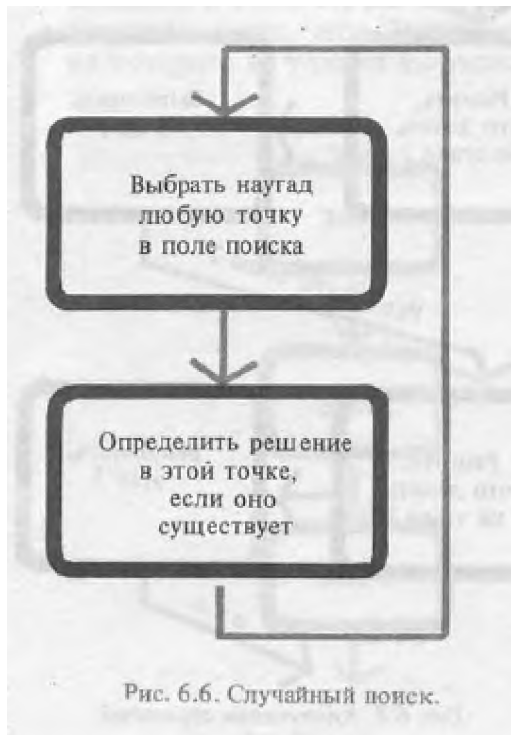 Выбрать наугад
любую точку
в поле поиска
Определить решение
в этой точке,
если оно
существует
Рис. 6.6. Случайный поиск.